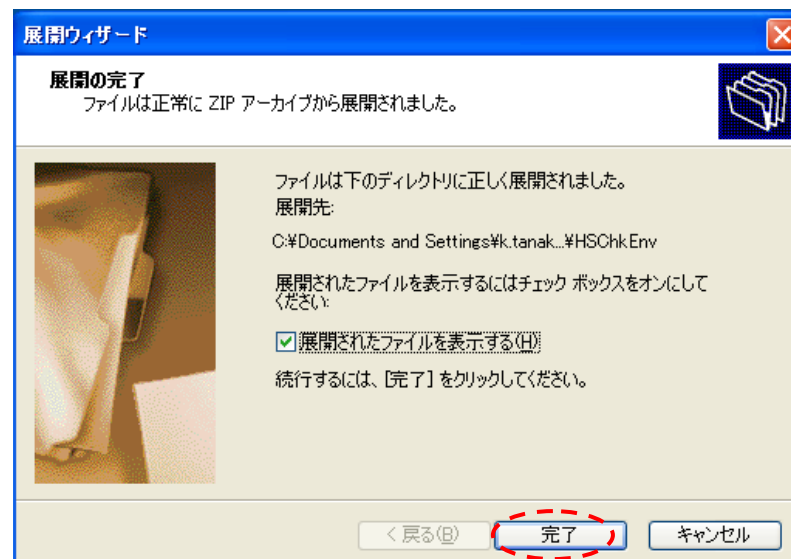 展開ウィザード
展開の完了
ファイルは正常に ZIP アーカイブから展開されました。
ファイルは下のディレクトリに正しく展開されました。
展開先:
C:¥Documents and Settings¥k.tanak...¥HSChkEnv
展開されたファイルを表示するにはチェック ボックスをオンにして
ください:
展開されたファイルを表示する(H)
続行するには、[完了] をクリックしてください。
< 戻る(B)
完了
キャンセル